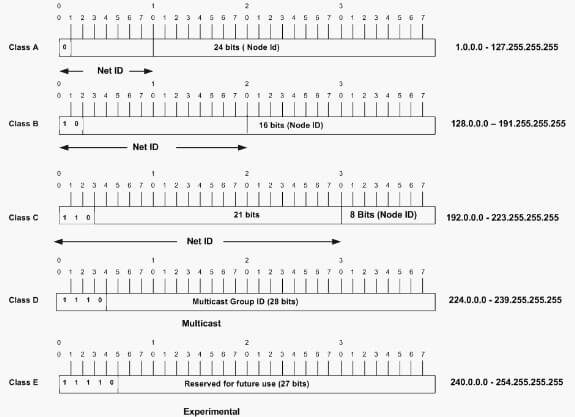 0 1 2 3
0 1 2 3 4 5 6 7 0 1 2 3 4 5 6 7 0 1 2 3 4 5 6 7 0 1 2 3 4 5 6 7
Class A 0 24 bits ( Node Id) 1.0.0.0 - 127.255.255.255
Net ID
0 1 2 3
0 1 2 3 4 5 6 7 0 1 2 3 4 5 6 7 0 1 2 3 4 5 6 7 0 1 2 3 4 5 6 7
Class B 1 0 16 bits (Node ID) 128.0.0.0 – 191.255.255.255
Net ID
0 1 2 3
0 1 2 3 4 5 6 7 0 1 2 3 4 5 6 7 0 1 2 3 4 5 6 7 0 1 2 3 4 5 6 7
Class C 1 1 0 21 bits 8 Bits (Node ID) 192.0.0.0 - 223.255.255.255
Net ID
0 1 2 3
0 1 2 3 4 5 6 7 0 1 2 3 4 5 6 7 0 1 2 3 4 5 6 7 0 1 2 3 4 5 6 7
Class D 1 1 1 0 Multicast Group ID (28 bits) 224.0.0.0 - 239.255.255.255
Multicast
0 1 2 3
0 1 2 3 4 5 6 7 0 1 2 3 4 5 6 7 0 1 2 3 4 5 6 7 0 1 2 3 4 5 6 7
Class E 1 1 1 1 0 Reserved for future use (27 bits) 240.0.0.0 - 254.255.255.255
Experimental